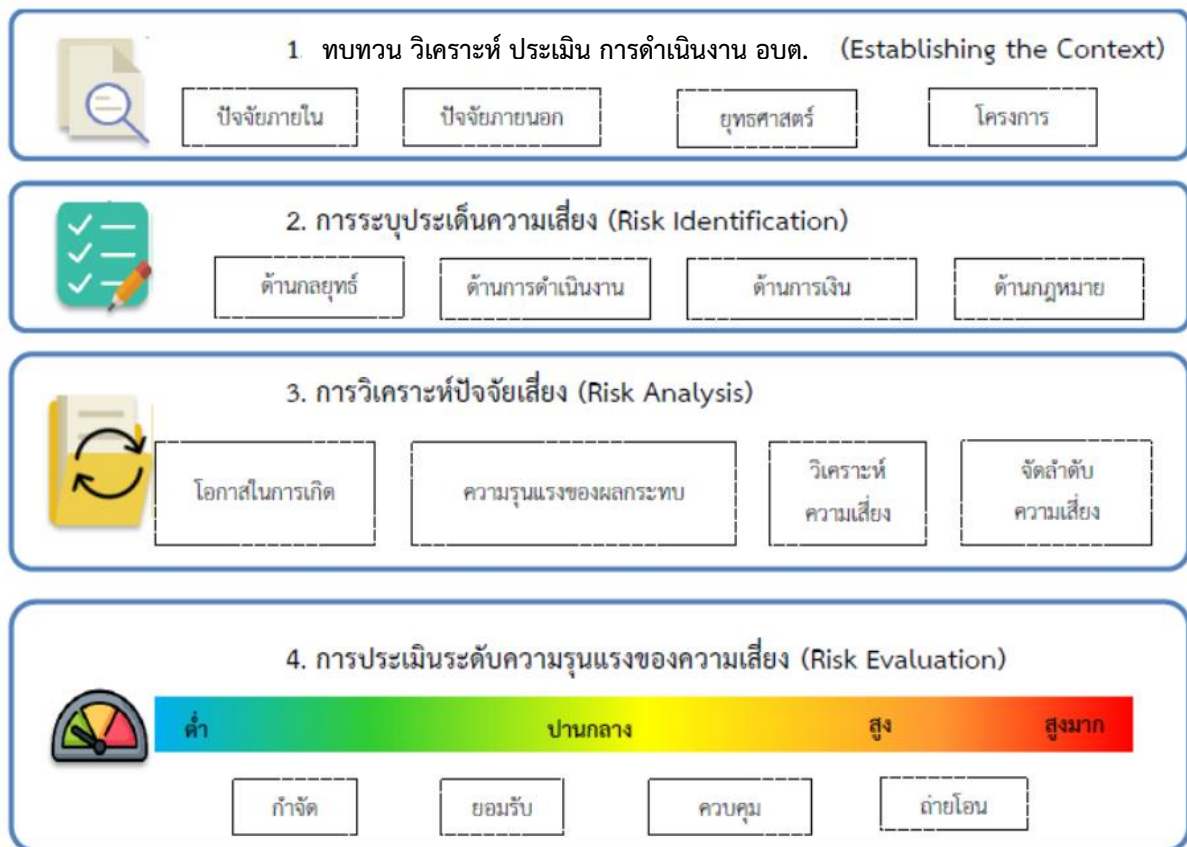 1 ทบทวน วิเคราะห์ ประเมิน การดำเนินงาน อบต. (Establishing the Context)
ปัจจัยภายใน ปัจจัยภายนอก ยุทธศาสตร์ โครงการ
2. การระบุประเด็นความเสี่ยง (Risk Identification)
ด้านกลยุทธ์ ด้านการดำเนินงาน ด้านการเงิน ด้านกฎหมาย
3. การวิเคราะห์ปัจจัยเสี่ยง (Risk Analysis)
โอกาสในการเกิด
ความรุนแรงของผลกระทบ
วิเคราะห์
ความเสี่ยง
จัดลำดับ
ความเสี่ยง
4. การประเมินระดับความรุนแรงของความเสี่ยง (Risk Evaluation)
ต่ำ ปานกลาง สูง สูงมาก
กำจัด ยอมรับ ควบคุม ถ่ายโอน